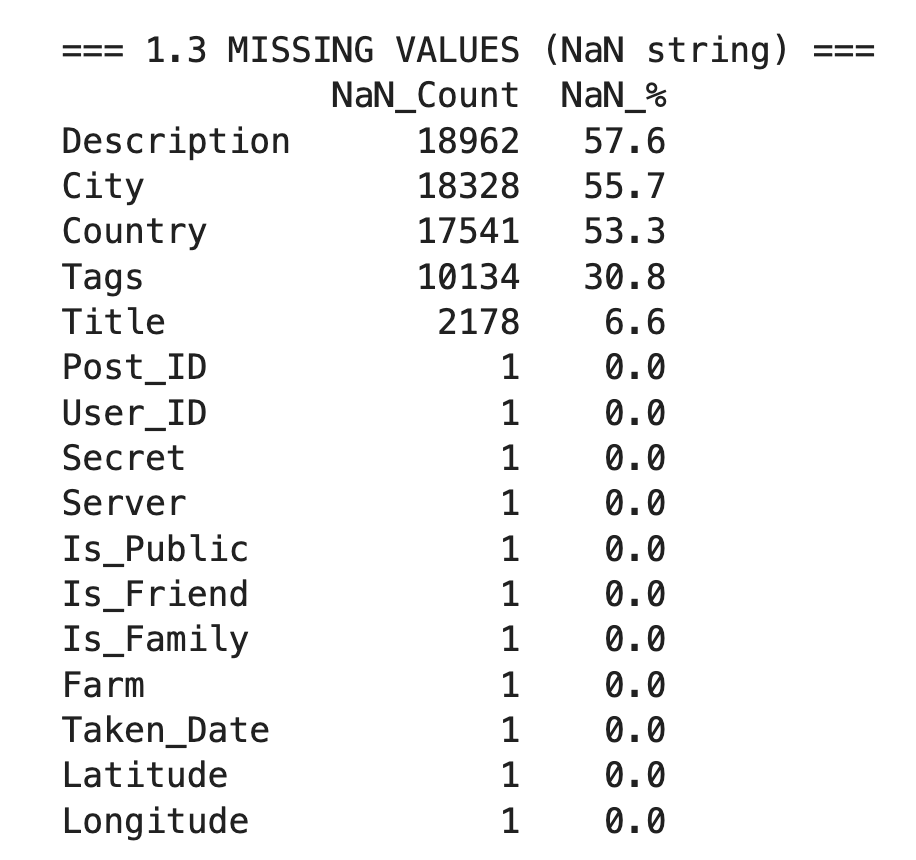 === 1.3 MISSING VALUES (NaN string) ===
NaN_Count NaN_%
Description 18962 57.6
City 18328 55.7
Country 17541 53.3
Tags 10134 30.8
Title 2178 6.6
Post_ID 1 0.0
User_ID 1 0.0
Secret 1 0.0
Server 1 0.0
Is_Public 1 0.0
Is_Friend 1 0.0
Is_Family 1 0.0
Farm 1 0.0
Taken_Date 1 0.0
Latitude 1 0.0
Longitude 1 0.0